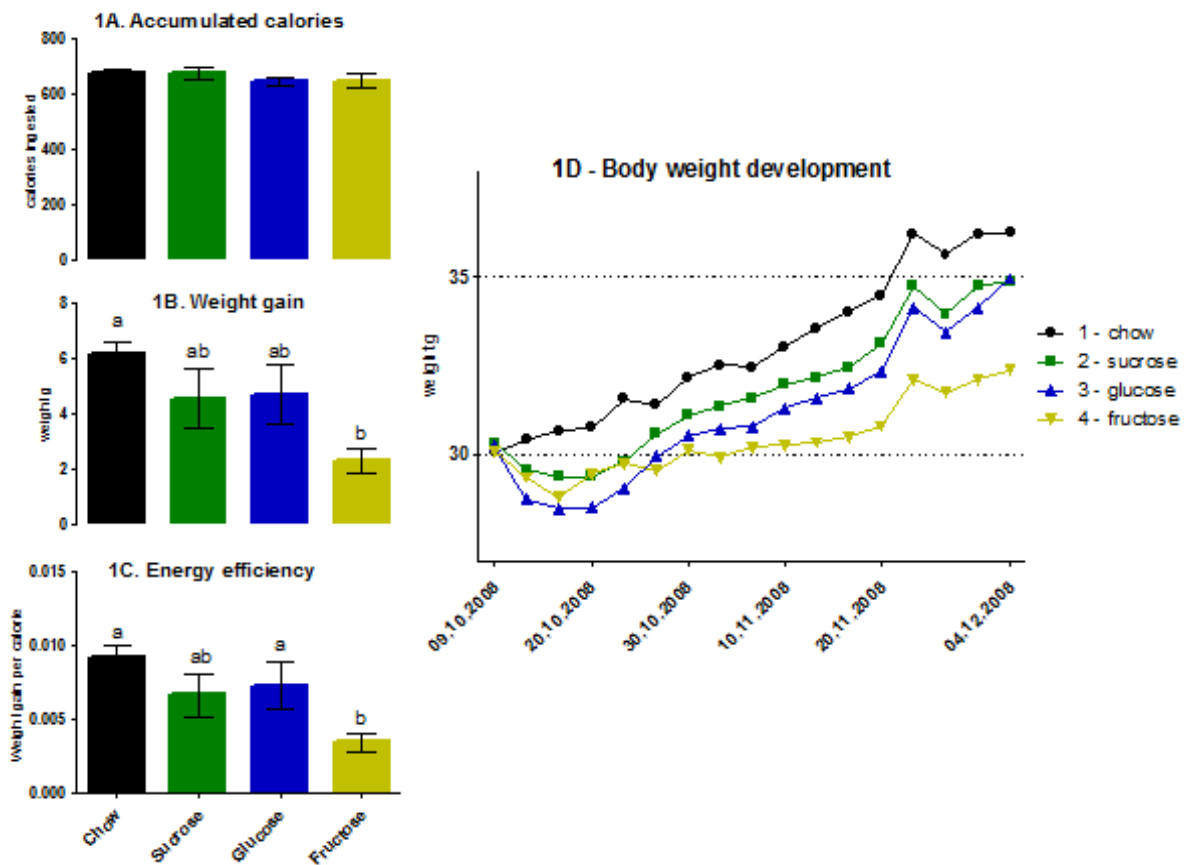 1A. Accumulated calories
800
600
400
200
0
calories ingested
1B. Weight gain
8
6
4
2
0
weight g
a
ab
ab
b
1C. Energy efficiency
0.015
0.010
0.005
0.000
Weight gain per calorie
a
ab
a
b
Chow
Sucrose
Glucose
Fructose
1D - Body weight development
35
30
weight g
09.10.2008
20.10.2008
30.10.2008
10.11.2008
20.11.2008
04.12.2008
1 - chow
2 - sucrose
3 - glucose
4 - fructose